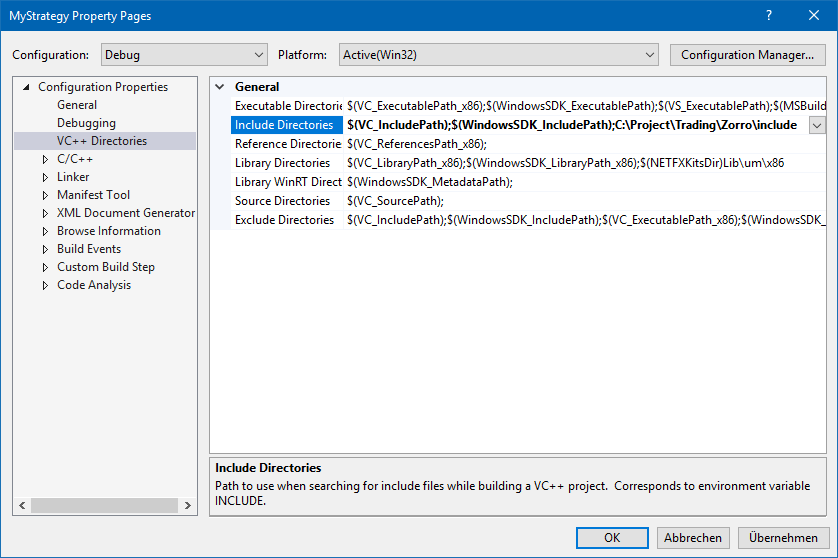 MyStrategy Property Pages
?
Configuration: Debug Platform: Active(Win32) Configuration Manager...
Configuration Properties
General
Debugging
VC++ Directories
C/C++
Linker
Manifest Tool
XML Document Generator
Browse Information
Build Events
Custom Build Step
Code Analysis
General
Executable Directorie $(VC_ExecutablePath_x86);$(WindowsSDK_ExecutablePath);$(VS_ExecutablePath);$(MSBuild
Include Directories $(VC_IncludePath);$(WindowsSDK_IncludePath);C:\Project\Trading\Zorro\include
Reference Directorie $(VC_ReferencesPath_x86);
Library Directories $(VC_LibraryPath_x86);$(WindowsSDK_LibraryPath_x86);$(NETFXKitsDir)Lib\um\x86
Library WinRT Direct $(WindowsSDK_MetadataPath);
Source Directories $(VC_SourcePath);
Exclude Directories $(VC_IncludePath);$(WindowsSDK_IncludePath);$(VC_ExecutablePath_x86);$(WindowsSDK_
Include Directories
Path to use when searching for include files while building a VC++ project. Corresponds to environment variable
INCLUDE.
OK Abbrechen Übernehmen